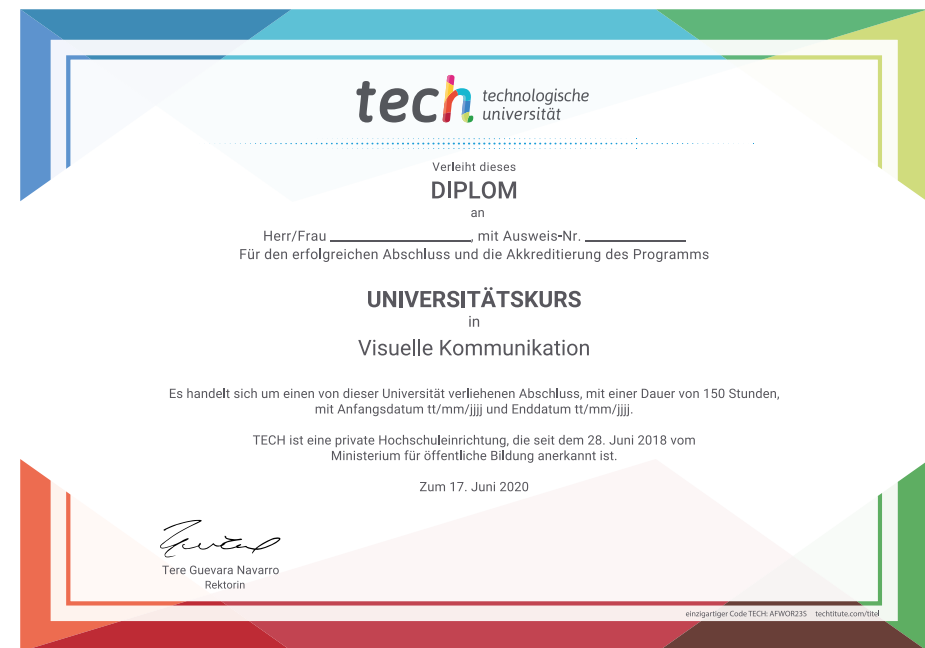 tech technologische
universität
Verleiht dieses
DIPLOM
an
Herr/Frau ____________________, mit Ausweis-Nr. ______________
Für den erfolgreichen Abschluss und die Akkreditierung des Programms
UNIVERSITÄTSKURS
in
Visuelle Kommunikation
Es handelt sich um einen von dieser Universität verliehenen Abschluss, mit einer Dauer von 150 Stunden,
mit Anfangsdatum tt/mm/jjjj und Enddatum tt/mm/jjjj.
TECH ist eine private Hochschuleinrichtung, die seit dem 28. Juni 2018 vom
Ministerium für öffentliche Bildung anerkannt ist.
Zum 17. Juni 2020
Tere Guevara Navarro
Rektorin
einzigartiger Code TECH: AFWOR23S techtitute.com/titel